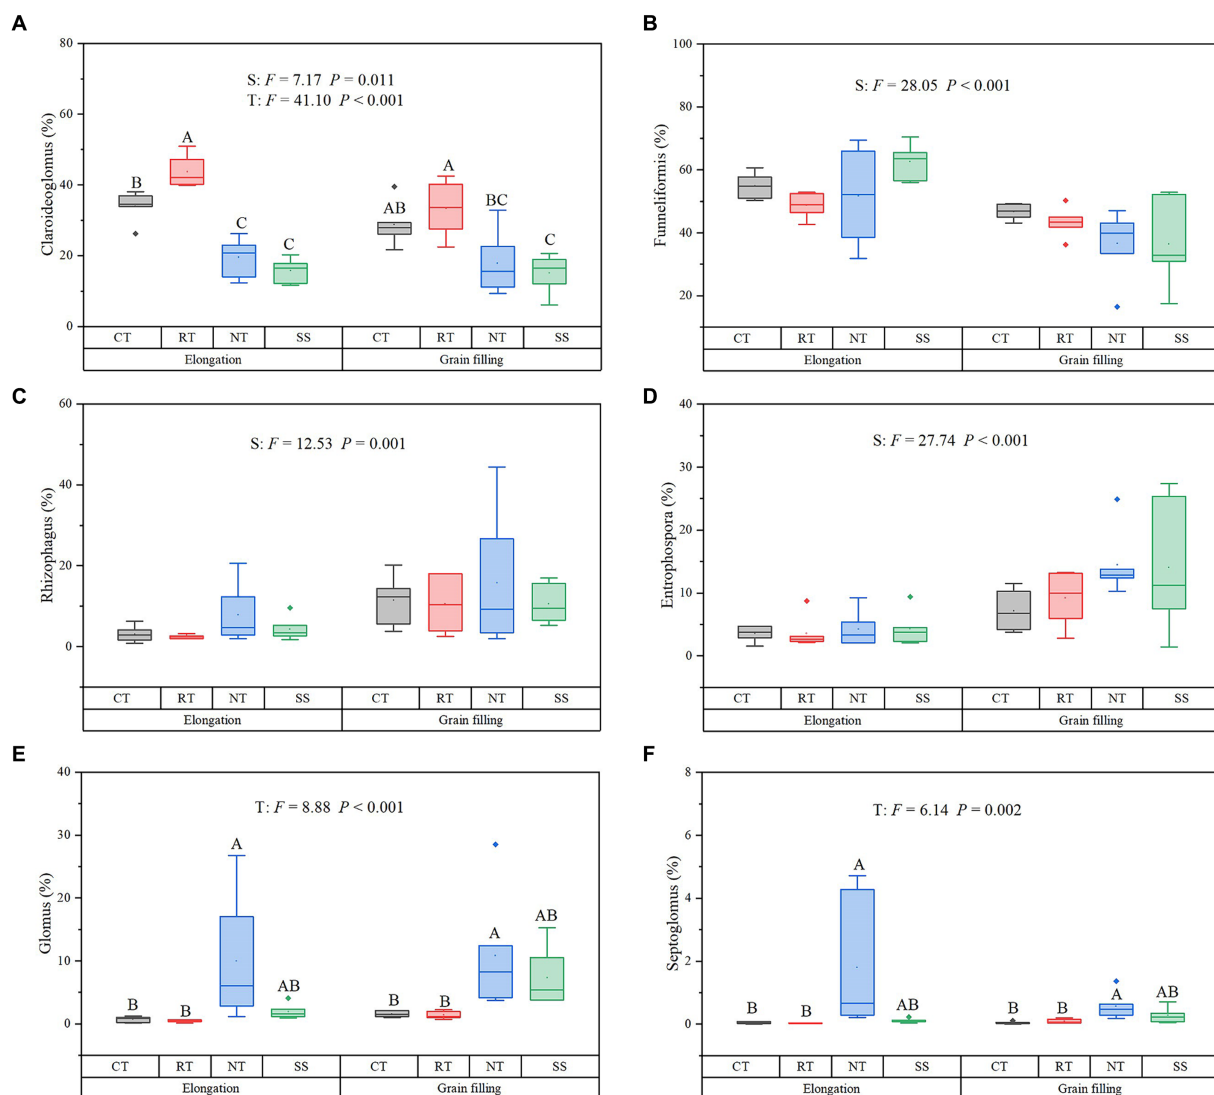 A
Claroideoglomus (%)
80
60
40
20
0
S: F = 7.17 P = 0.011
T: F = 41.10 P < 0.001
B
A
C
C
AB
A
BC
C
CT RT NT SS CT RT NT SS
Elongation Grain filling
B
Funneliformis (%)
100
80
60
40
20
S: F = 28.05 P < 0.001
CT RT NT SS CT RT NT SS
Elongation Grain filling
C
Rhizophagus (%)
60
40
20
0
S: F = 12.53 P = 0.001
CT RT NT SS CT RT NT SS
Elongation Grain filling
D
Entrophospora (%)
40
30
20
10
0
S: F = 27.74 P < 0.001
CT RT NT SS CT RT NT SS
Elongation Grain filling
E
Glomus (%)
40
30
20
10
0
T: F = 8.88 P < 0.001
B
B
A
AB
B
B
A
AB
CT RT NT SS CT RT NT SS
Elongation Grain filling
F
Septoglomus (%)
8
6
4
2
0
T: F = 6.14 P = 0.002
B
B
A
AB
B
B
A
AB
CT RT NT SS CT RT NT SS
Elongation Grain filling